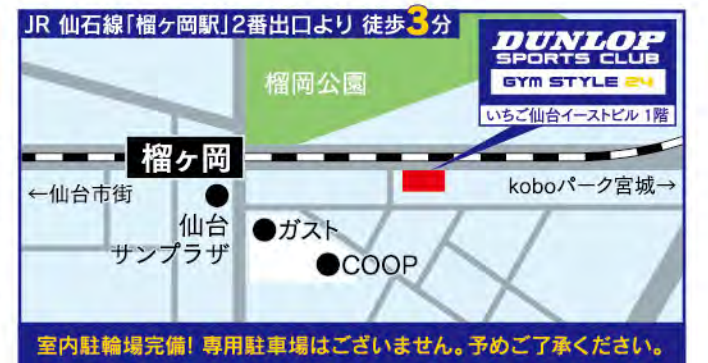 JR 仙石線「榴ヶ岡駅」2番出口より 徒歩3分
DUNLOP
SPORTS CLUB
GYM STYLE 24
いちご仙台イーストビル 1階
榴岡公園
榴ヶ岡
←仙台市街
koboパーク宮城→
仙台
サンプラザ
●ガスト
●COOP
室内駐輪場完備! 専用駐車場はございません。予めご了承ください。